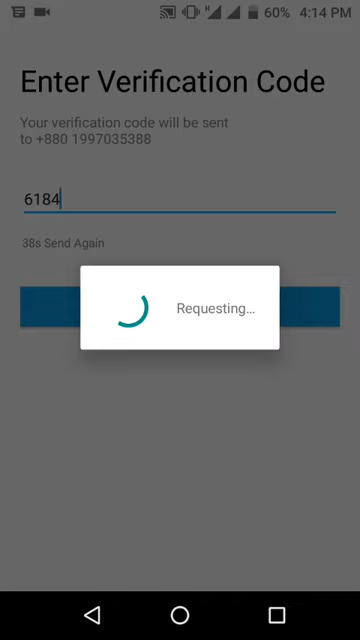 H 60% 4:14 PM
Enter Verification Code
Your verification code will be sent
to +880 1997035388
6184
38s Send Again
Requesting...